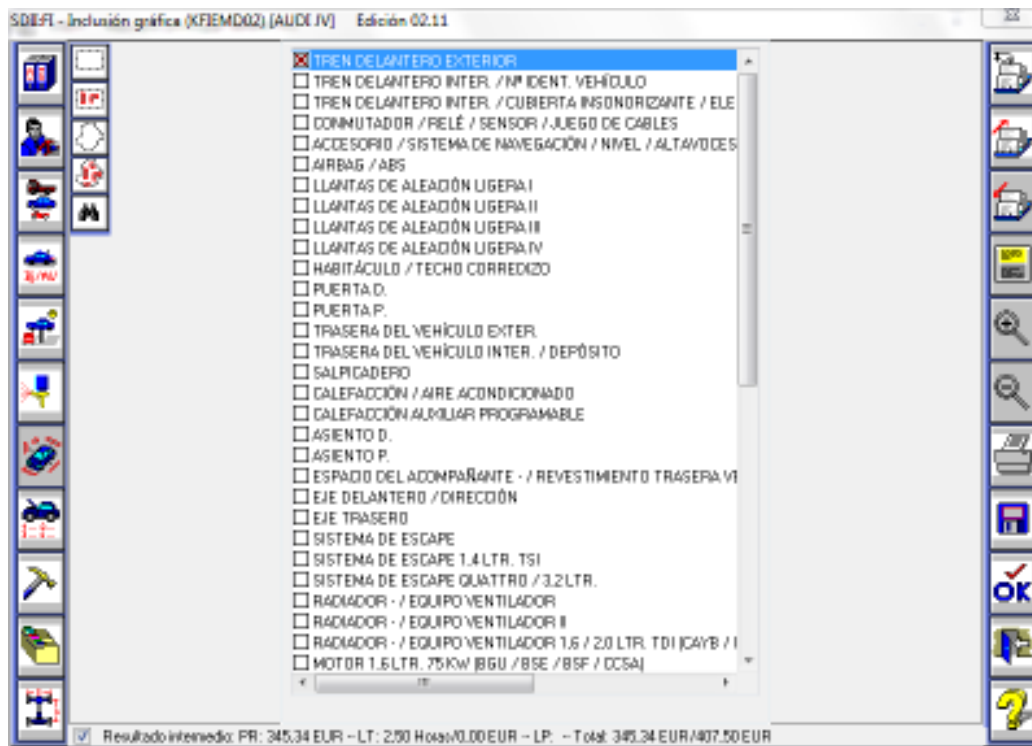 SDII:FI - Inclusión gráfica (KFIEMD02) [AUDI JV] Edición 02.11
TREN DELANTERO EXTERIOR
TREN DELANTERO INTER. / Nº IDENT. VEHÍCULO
TREN DELANTERO INTER. / CUBIERTA INSONORIZANTE / ELE
CONMUTADOR / RELÉ / SENSOR / JUEGO DE CABLES
ACCESORIO / SISTEMA DE NAVEGACIÓN / NIVEL / ALTAVOCES
AIRBAG / ABS
LLANTAS DE ALEACIÓN LIGERA I
LLANTAS DE ALEACIÓN LIGERA II
LLANTAS DE ALEACIÓN LIGERA III
LLANTAS DE ALEACIÓN LIGERA IV
HABITÁCULO / TECHO CORREDIZO
PUERTA D.
PUERTA P.
TRASERA DEL VEHÍCULO EXTER.
TRASERA DEL VEHÍCULO INTER. / DEPÓSITO
SALPICADERO
CALEFACCIÓN / AIRE ACONDICIONADO
CALEFACCIÓN AUXILIAR PROGRAMABLE
ASIENTO D.
ASIENTO P.
ESPACIO DEL ACOMPAÑANTE - / REVESTIMIENTO TRASERA VE
EJE DELANTERO / DIRECCIÓN
EJE TRASERO
SISTEMA DE ESCAPE
SISTEMA DE ESCAPE 1.4 LTR. TSI
SISTEMA DE ESCAPE QUATTRO / 3.2 LTR.
RADIADOR - / EQUIPO VENTILADOR
RADIADOR - / EQUIPO VENTILADOR II
RADIADOR - / EQUIPO VENTILADOR 1,6 / 2.0 LTR. TDI (CAYB /
MOTOR 1.6 LTR. 75 KW (BGU / BSE / BSF / CCSA)
OK
Resultado intermedio: PR: 345.34 EUR -- LT: 2.50 Horas/0.00 EUR -- LP: -- Total: 345.34 EUR/407.50 EUR